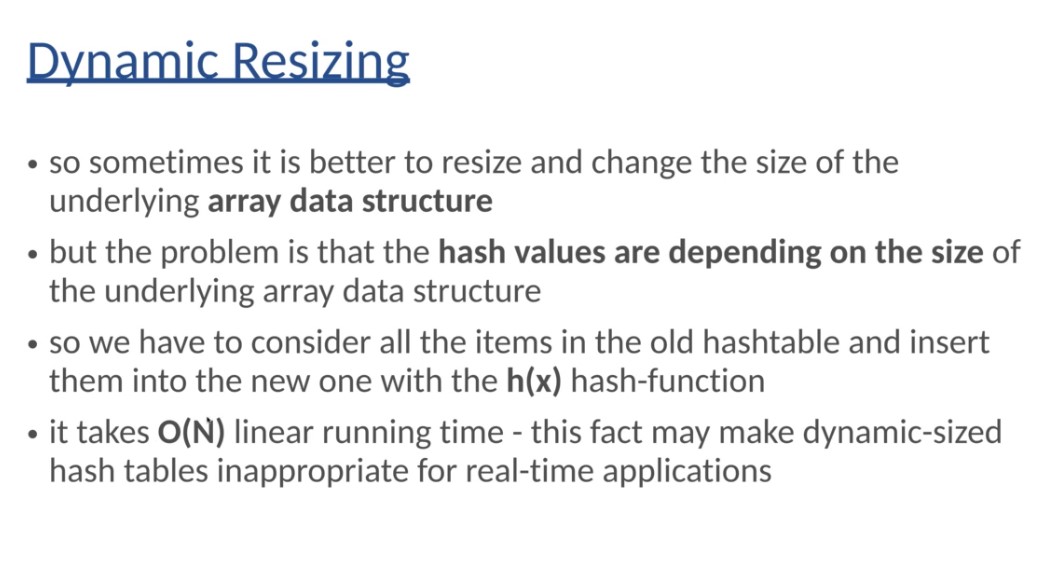 Dynamic Resizing
• so sometimes it is better to resize and change the size of the
underlying array data structure
• but the problem is that the hash values are depending on the size of
the underlying array data structure
• so we have to consider all the items in the old hashtable and insert
them into the new one with the h(x) hash-function
• it takes O(N) linear running time - this fact may make dynamic-sized
hash tables inappropriate for real-time applications